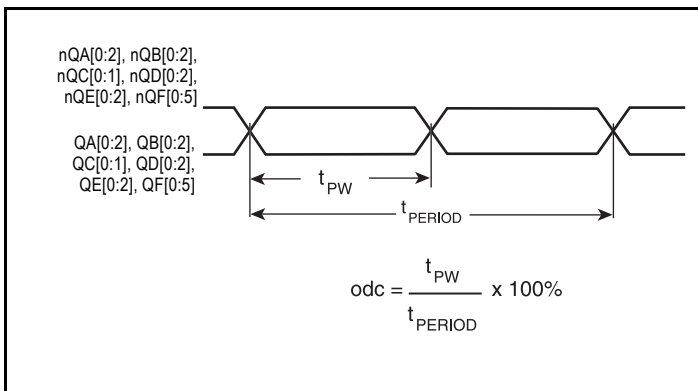 nQA[0:2], nQB[0:2],
nQC[0:1], nQD[0:2],
nQE[0:2], nQF[0:5]
QA[0:2], QB[0:2],
QC[0:1], QD[0:2],
QE[0:2], QF[0:5]
tPW
tPERIOD
odc = tPW / tPERIOD x 100%